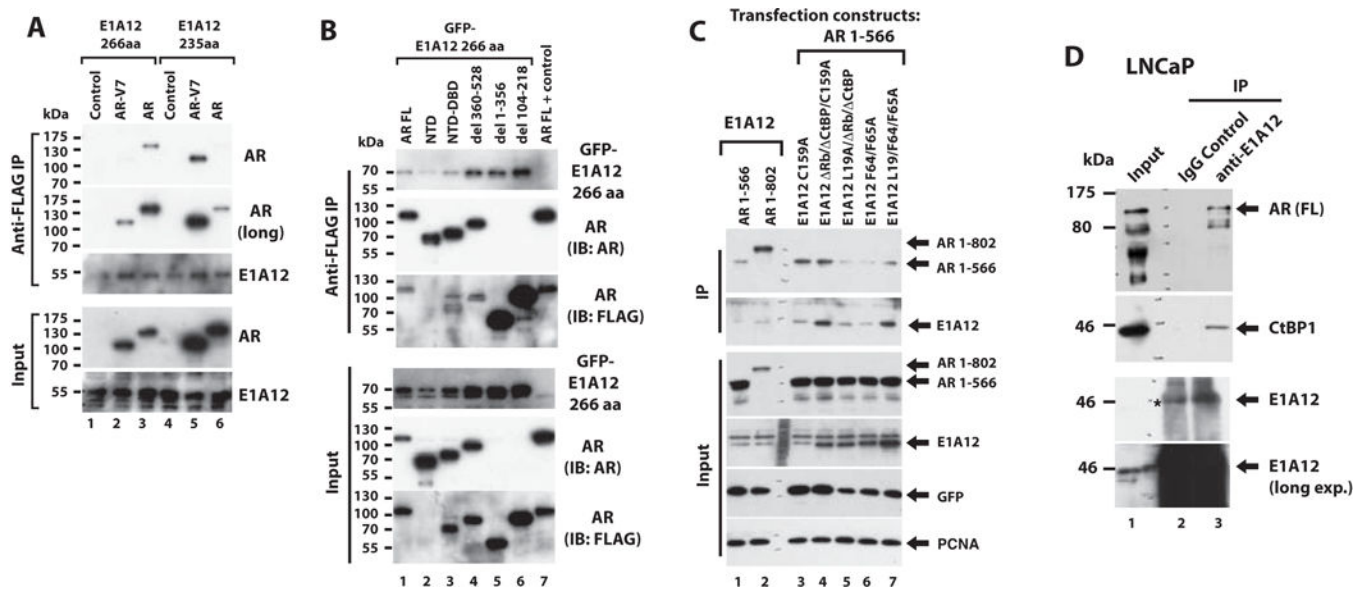 A
E1A12
266aa
E1A12
235aa
Control
AR-V7
AR
Control
AR-V7
AR
kDa
Anti-FLAG IP
175
130
100
70
AR
175
130
100
70
AR
(long)
55
E1A12
Input
175
130
100
70
AR
55
E1A12
1 2 3 4 5 6
B
GFP-
E1A12 266 aa
AR FL
NTD
NTD-DBD
del 360-528
del 1-356
del 104-218
AR FL + control
kDa
Anti-FLAG IP
70
55
GFP-
E1A12
266 aa
130
100
70
55
AR
(IB: AR)
130
100
70
55
AR
(IB: FLAG)
Input
70
55
GFP-
E1A12
266 aa
130
100
70
55
AR
(IB: AR)
130
100
70
55
AR
(IB: FLAG)
1 2 3 4 5 6 7
C
Transfection constructs:
AR 1-566
E1A12
AR 1-566
AR 1-802
E1A12 C159A
E1A12 ΔRb/ΔCtBP/C159A
E1A12 L19A/ΔRb/ΔCtBP
E1A12 F64/F65A
E1A12 L19/F64/F65A
IP
AR 1-802
AR 1-566
E1A12
Input
AR 1-802
AR 1-566
E1A12
GFP
PCNA
1 2 3 4 5 6 7
D
LNCaP
IP
Input
IgG Control
anti-E1A12
kDa
175
80
AR (FL)
46
CtBP1
46
*
E1A12
46
E1A12
(long exp.)
1 2 3